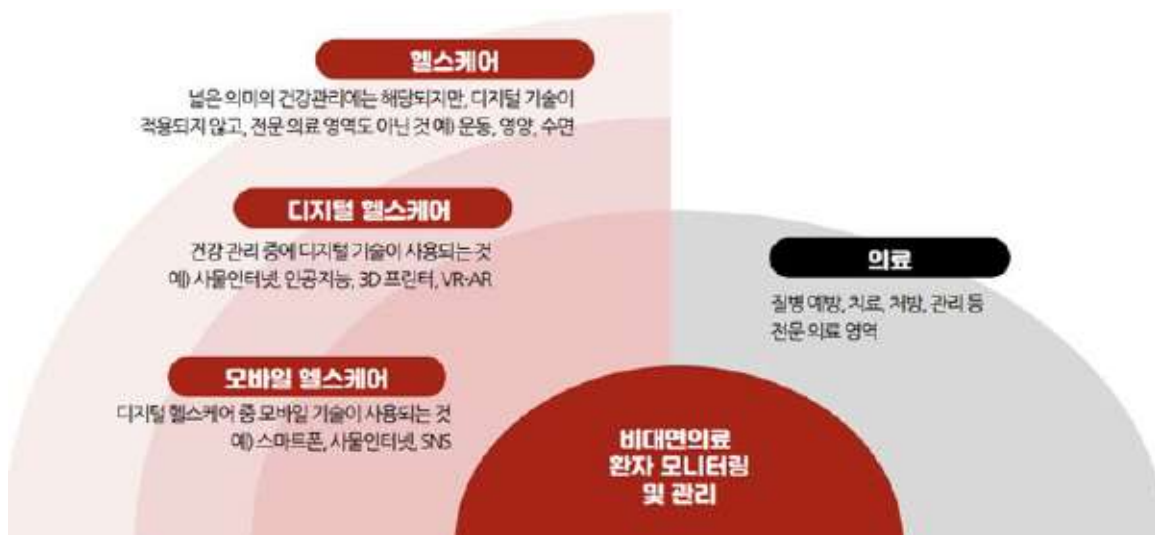 헬스케어
넓은 의미의 건강관리에는 해당되지만, 디지털 기술이
적용되지 않고, 전문 의료 영역도 아닌 것 예) 운동, 영양, 수면
디지털 헬스케어
건강 관리 중에 디지털 기술이 사용되는 것
예) 사물인터넷, 인공지능, 3D 프린터, VR-AR
의료
질병 예방, 치료, 처방, 관리 등
전문 의료 영역
모바일 헬스케어
디지털 헬스케어 중 모바일 기술이 사용되는 것
예) 스마트폰, 사물인터넷, SNS
비대면의료
환자 모니터링
및 관리